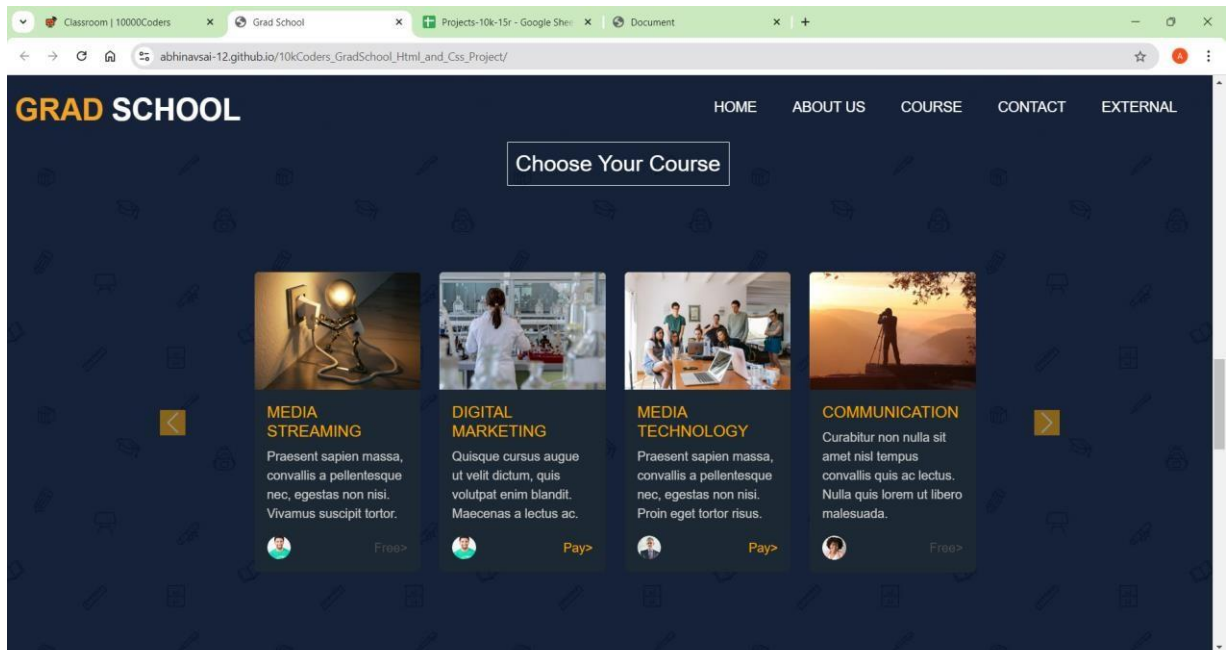 Classroom | 10000Coders
Grad School
Projects-10k-15r - Google Shee
Document
abhinavsai-12.github.io/10kCoders_GradSchool_Html_and_Css_Project/
A
GRAD SCHOOL
HOME
ABOUT US
COURSE
CONTACT
EXTERNAL
Choose Your Course
MEDIA
STREAMING
Praesent sapien massa,
convallis a pellentesque
nec, egestas non nisi.
Vivamus suscipit tortor.
Free>
DIGITAL
MARKETING
Quisque cursus augue
ut velit dictum, quis
volutpat enim blandit.
Maecenas a lectus ac.
Pay>
MEDIA
TECHNOLOGY
Praesent sapien massa,
convallis a pellentesque
nec, egestas non nisi.
Proin eget tortor risus.
Pay>
COMMUNICATION
Curabitur non nulla sit
amet nisl tempus
convallis quis ac lectus.
Nulla quis lorem ut libero
malesuada.
Free>